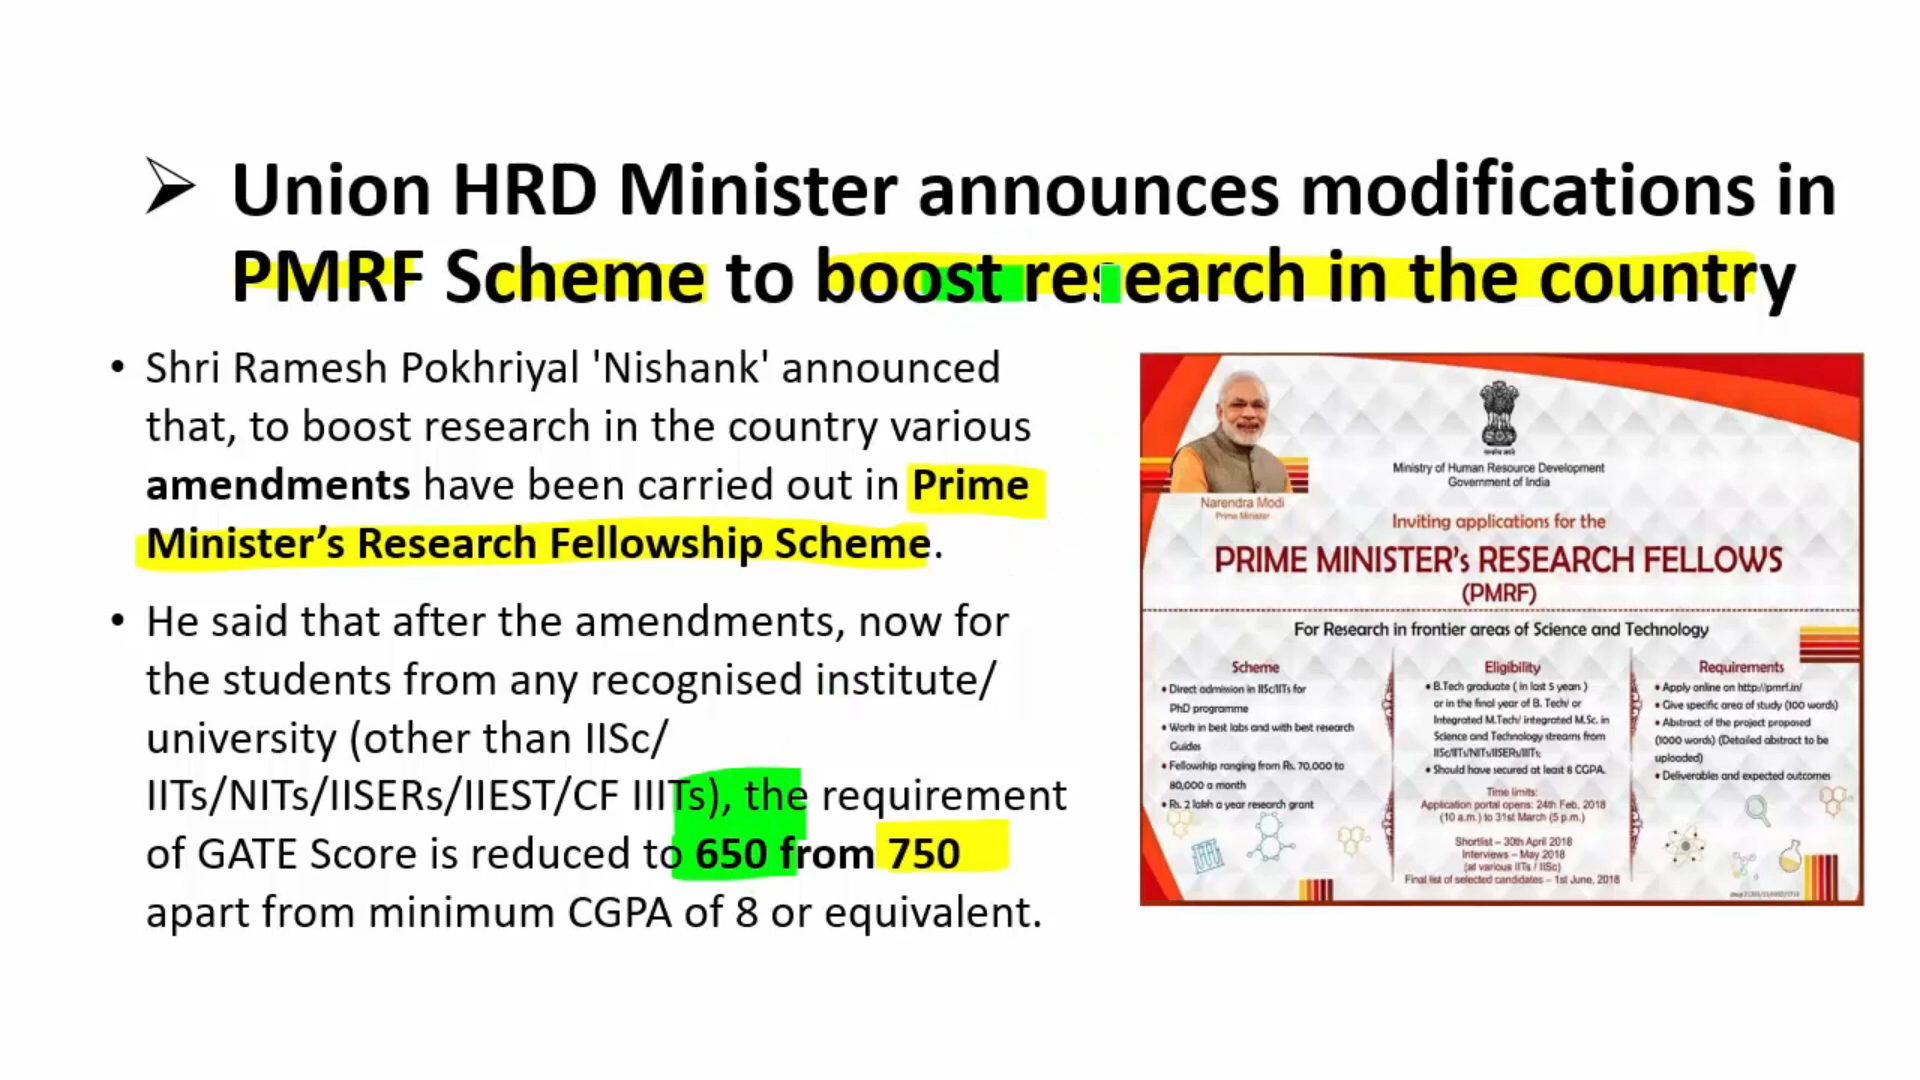 Union HRD Minister announces modifications in
PMRF Scheme to boost research in the country
• Shri Ramesh Pokhriyal 'Nishank' announced
that, to boost research in the country various
amendments have been carried out in Prime
Minister’s Research Fellowship Scheme.
• He said that after the amendments, now for
the students from any recognised institute/
university (other than IISc/
IITs/NITs/IISERs/IIEST/CF IIITs), the requirement
of GATE Score is reduced to 650 from 750
apart from minimum CGPA of 8 or equivalent.
सत्यमेव जयते
Ministry of Human Resource Development
Government of India
Narendra Modi
Prime Minister
Inviting applications for the
PRIME MINISTER's RESEARCH FELLOWS
(PMRF)
For Research in frontier areas of Science and Technology
Scheme
• Direct admission in IISc/IITs for
PhD programme
• Work in best labs and with best research
Guides
• Fellowship ranging from Rs. 70,000 to
80,000 a month
• Rs. 2 lakh a year research grant
Eligibility
• B.Tech graduate ( in last 5 years )
or in the final year of B. Tech/ or
Integrated M.Tech/ integrated M.Sc. in
Science and Technology streams from
IISc/IITs/NITs/IISERs/IIITs;
• Should have secured at least 8 CGPA.
Time limits:
Application portal opens: 24th Feb, 2018
(10 a.m.) to 31st March (5 p.m.)
Shortlist – 30th April 2018
Interviews – May 2018
(at various IITs / IISc)
Final list of selected candidates – 1st June, 2018
Requirements
• Apply online on http://pmrf.in/
• Give specific area of study (100 words)
• Abstract of the project proposed
(1000 words) (Detailed abstract to be
uploaded)
• Deliverables and expected outcomes